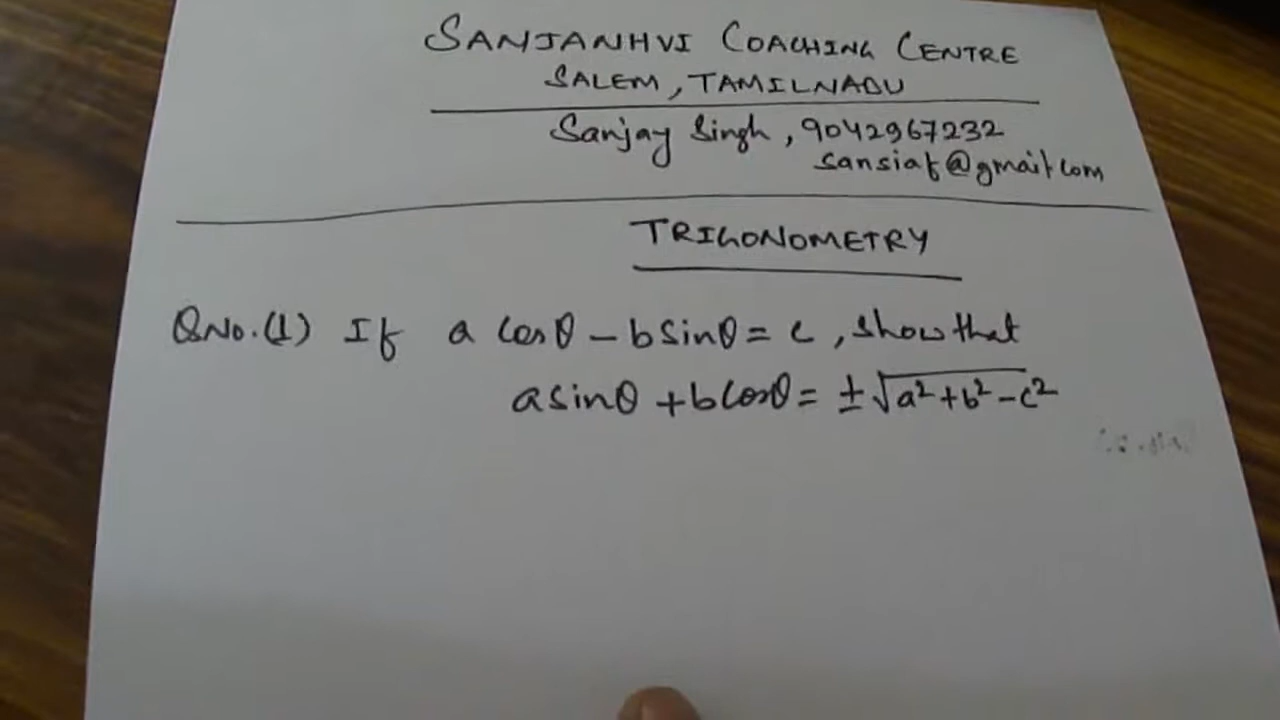 SANJANHVI COACHING CENTRE
SALEM, TAMILNADU
Sanjay Singh, 9042967232
sansiaf@gmail.com
TRIGONOMETRY
QNo.(1) If a cosθ - b sinθ = c, show that
a sinθ + b cosθ = ±√a²+b²-c²